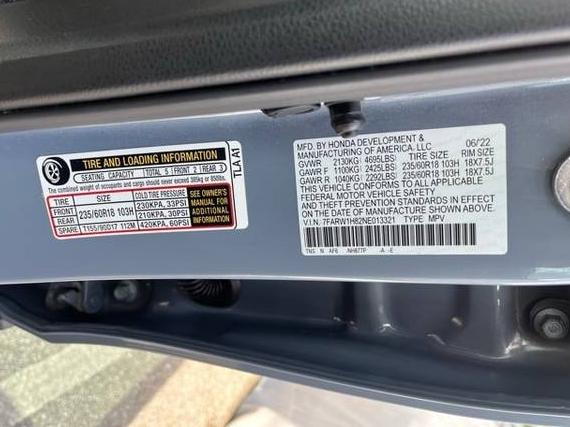 TIRE AND LOADING INFORMATION
SEATING CAPACITY TOTAL 5 FRONT 2 REAR 3
The combined weight of occupants and cargo should never exceed 385kg or 850lbs.
TIRE SIZE COLD TIRE PRESSURE
FRONT 235/60R18 103H 230KPA, 33PSI
REAR 210KPA, 30PSI
SPARE T155/90D17 112M 420KPA, 60PSI
SEE OWNER'S
MANUAL FOR
ADDITIONAL
INFORMATION
TLA A1
MFD. BY HONDA DEVELOPMENT & 06/22
MANUFACTURING OF AMERICA, LLC
GVWR 2130KG( 4695LBS) TIRE SIZE RIM SIZE
GAWR F 1100KG( 2425LBS) 235/60R18 103H 18X7.5J
GAWR R 1040KG( 2292LBS) 235/60R18 103H 18X7.5J
THIS VEHICLE CONFORMS TO ALL APPLICABLE
FEDERAL MOTOR VEHICLE SAFETY
AND THEFT PREVENTION STANDARDS IN EFFECT
ON THE DATE OF MANUFACTURE SHOWN ABOVE.
V.I.N.: 7FARW1H82NE013321 TYPE: MPV